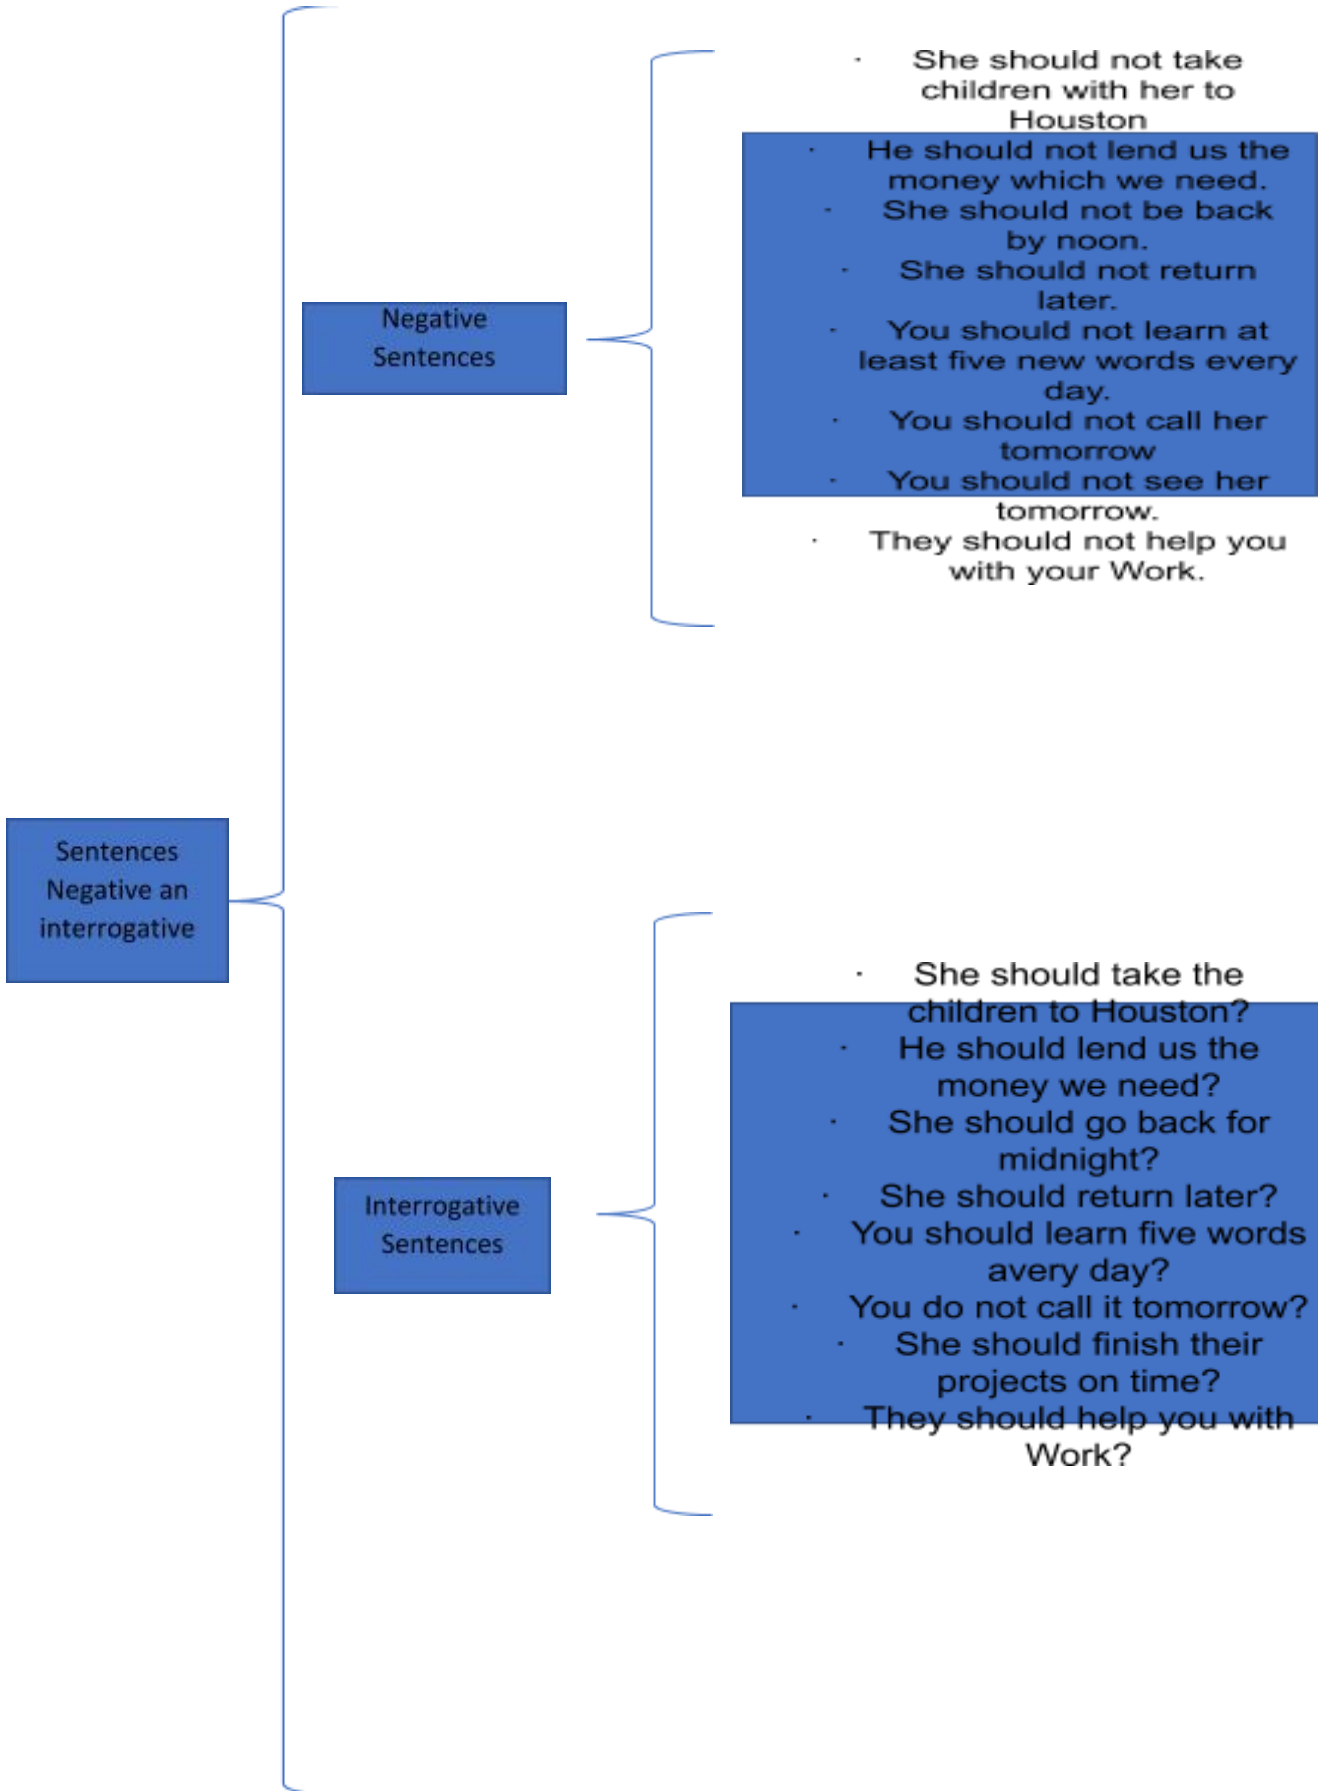 Sentences
Negative an
interrogative
Negative
Sentences
· She should not take
children with her to
Houston
· He should not lend us the
money which we need.
· She should not be back
by noon.
· She should not return
later.
· You should not learn at
least five new words every
day.
· You should not call her
tomorrow
· You should not see her
tomorrow.
· They should not help you
with your Work.
Interrogative
Sentences
· She should take the
children to Houston?
· He should lend us the
money we need?
· She should go back for
midnight?
· She should return later?
· You should learn five words
avery day?
· You do not call it tomorrow?
· She should finish their
projects on time?
· They should help you with
Work?